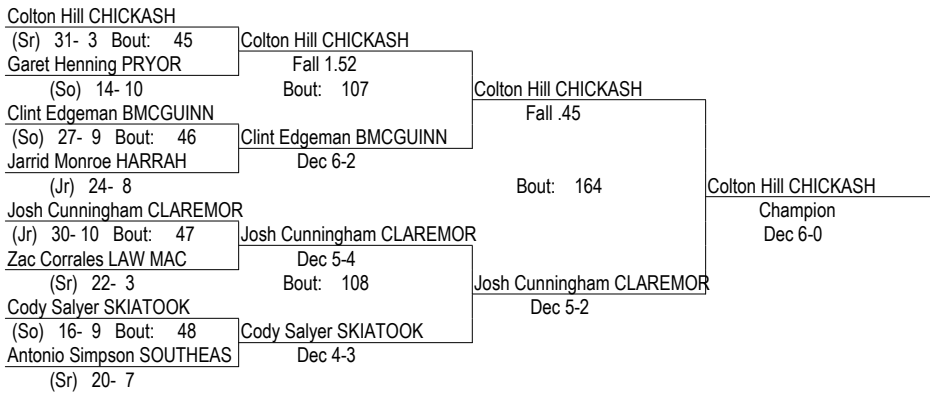 Colton Hill CHICKASH
(Sr) 31- 3 Bout: 45 Colton Hill CHICKASH
Garet Henning PRYOR Fall 1.52
(So) 14- 10 Bout: 107 Colton Hill CHICKASH
Clint Edgeman BMCGUINN Fall .45
(So) 27- 9 Bout: 46 Clint Edgeman BMCGUINN
Jarrid Monroe HARRAH Dec 6-2
(Jr) 24- 8 Bout: 164 Colton Hill CHICKASH
Josh Cunningham CLAREMOR Champion
(Jr) 30- 10 Bout: 47 Josh Cunningham CLAREMOR Dec 6-0
Zac Corrales LAW MAC Dec 5-4
(Sr) 22- 3 Bout: 108 Josh Cunningham CLAREMOR
Cody Salyer SKIATOOK Dec 5-2
(So) 16- 9 Bout: 48 Cody Salyer SKIATOOK
Antonio Simpson SOUTHEAS Dec 4-3
(Sr) 20- 7